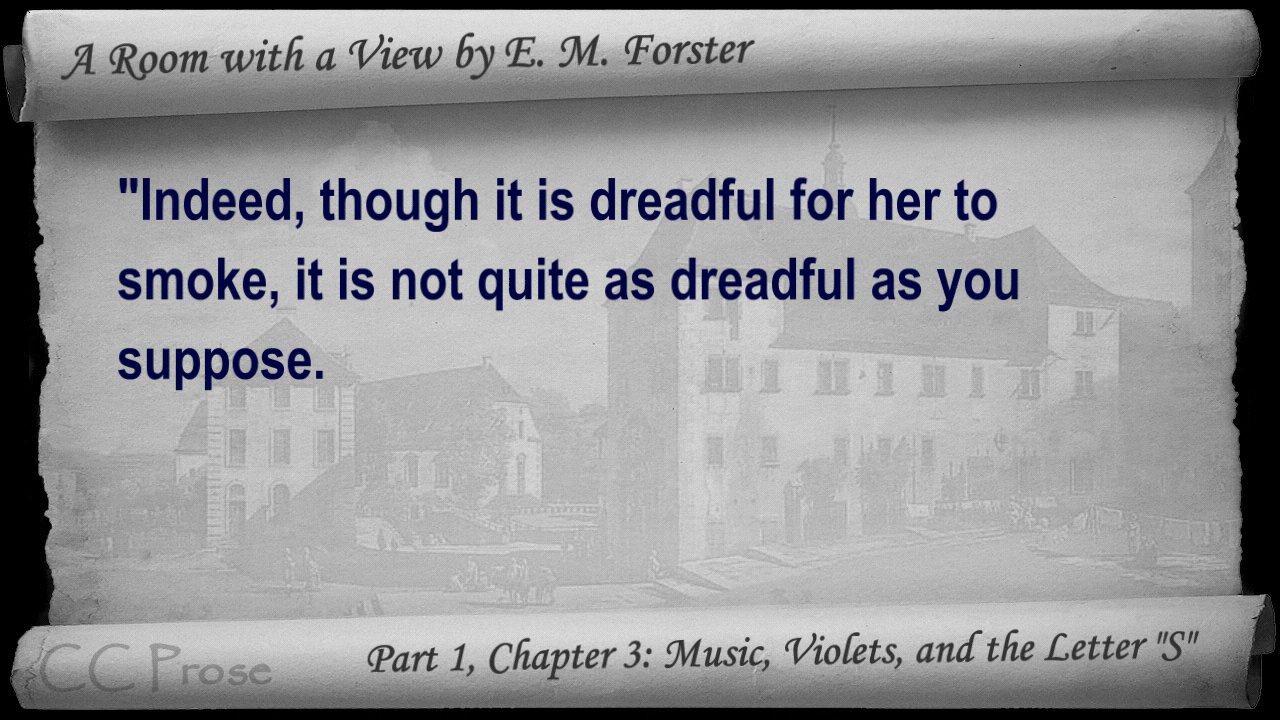 A Room with a View by E. M. Forster
"Indeed, though it is dreadful for her to
smoke, it is not quite as dreadful as you
suppose.
CC Prose
Part 1, Chapter 3: Music, Violets, and the Letter "S"